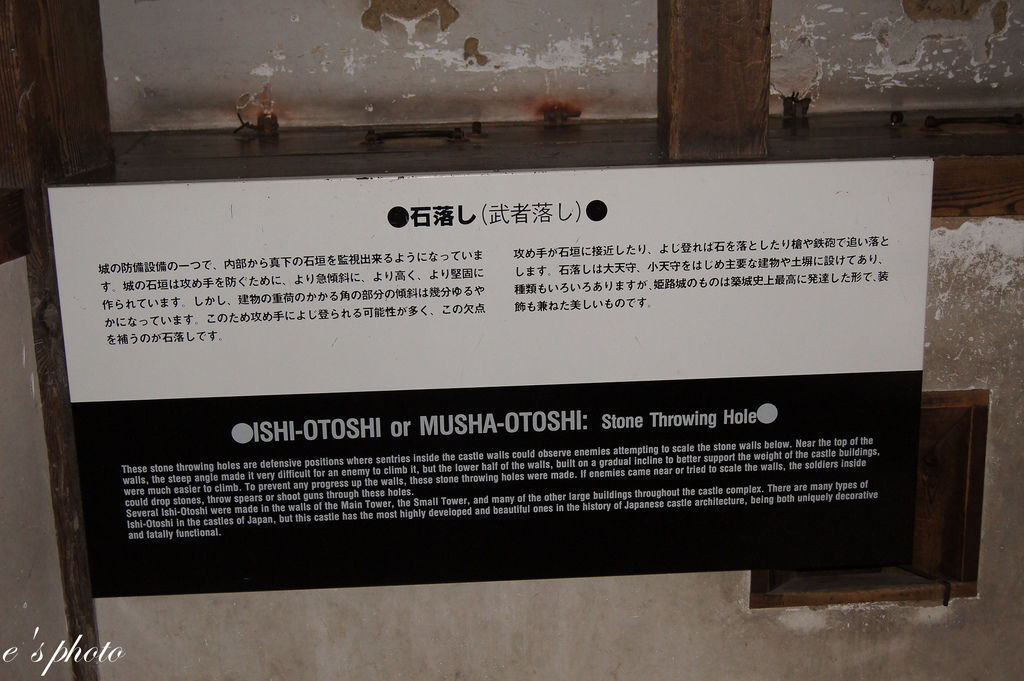 ●石落し(武者落し)●
城の防備設備の一つで、内部から真下の石垣を監視出来るようになっていま
す。城の石垣は攻め手を防ぐために、より急傾斜に、より高く、より堅固に
作られています。しかし、建物の重荷のかかる角の部分の傾斜は幾分ゆるや
かになっています。このため攻め手によじ登られる可能性が多く、この欠点
を補うのが石落しです。
攻め手が石垣に接近したり、よじ登れば石を落としたり槍や鉄砲で追い落と
します。石落しは大天守、小天守をはじめ主要な建物や土塀に設けてあり、
種類もいろいろありますが、姫路城のものは築城史上最高に発達した形で、装
飾も兼ねた美しいものです。
●ISHI-OTOSHI or MUSHA-OTOSHI: Stone Throwing Hole●
These stone throwing holes are defensive positions where sentries inside the castle walls could observe enemies attempting to scale the stone walls below. Near the top of the
walls, the steep angle made it very difficult for an enemy to climb it, but the lower half of the walls, built on a gradual incline to better support the weight of the castle buildings,
were much easier to climb. To prevent any progress up the walls, these stone throwing holes were made. If enemies came near or tried to scale the walls, the soldiers inside
could drop stones, throw spears or shoot guns through these holes.
Several Ishi-Otoshi were made in the walls of the Main Tower, the Small Tower, and many of the other large buildings throughout the castle complex. There are many types of
Ishi-Otoshi in the castles of Japan, but this castle has the most highly developed and beautiful ones in the history of Japanese castle architecture, being both uniquely decorative
and fatally functional.
e's photo